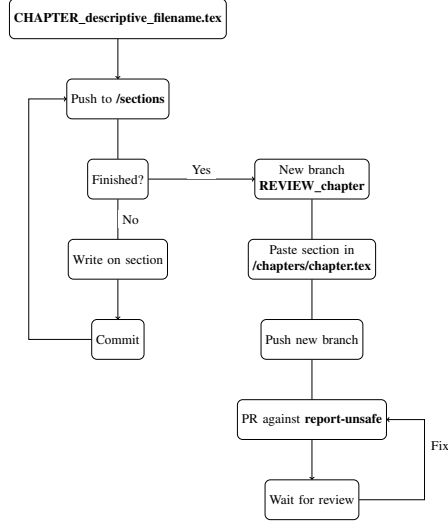 CHAPTER_descriptive_filename.tex
Push to /sections
Finished?
Yes
New branch
REVIEW_chapter
No
Write on section
Paste section in
/chapters/chapter.tex
Commit
Push new branch
PR against report-unsafe
Fix
Wait for review